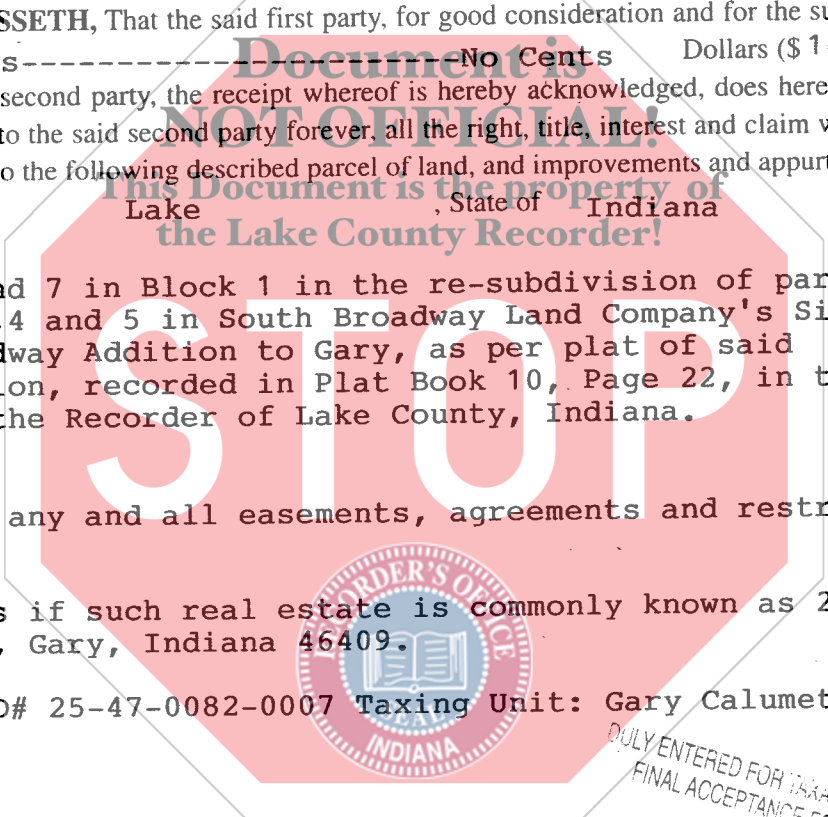 SSETH, That the said first party, for good consideration and for the su
s------------------------No Cents Dollars ($ 1
second party, the receipt whereof is hereby acknowledged, does here
to the said second party forever, all the right, title, interest and claim
o the following described parcel of land, and improvements and appurt
Lake , State of Indiana
Document is
NOT OFFICIAL!
This Document is the property of
the Lake County Recorder!
d 7 in Block 1 in the re-subdivision of par
4 and 5 in South Broadway Land Company's Si
dway Addition to Gary, as per plat of said
on, recorded in Plat Book 10, Page 22, in t
the Recorder of Lake County, Indiana.
STOP
any and all easements, agreements and restr
s if such real estate is commonly known as 2
, Gary, Indiana 46409.
D# 25-47-0082-0007 Taxing Unit: Gary Calumet
RECORDER'S OFFICE
SEAL
INDIANA
DULY ENTERED FOR TAXA
FINAL ACCEPTANCE FO